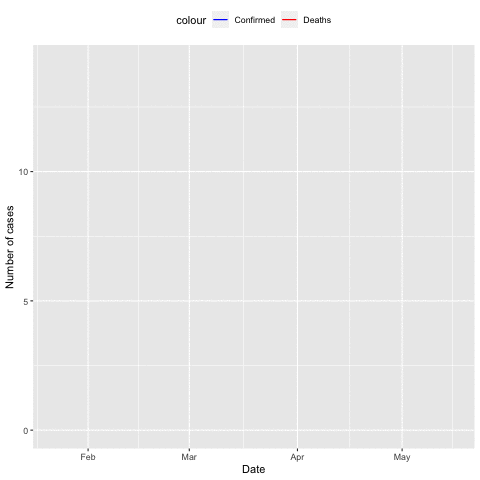 colour Confirmed Deaths
10
5
0
Number of cases
Feb Mar Apr May
Date